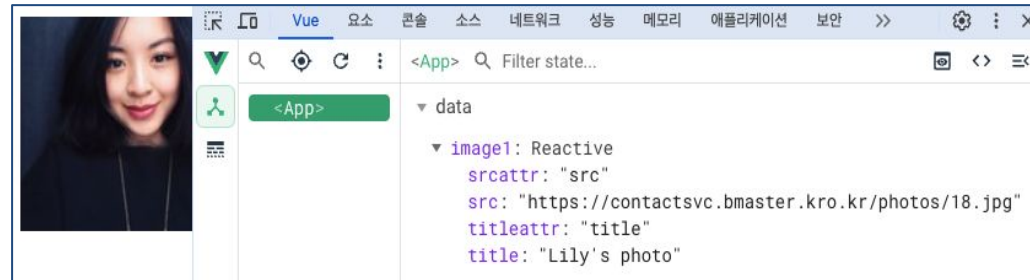 Vue 요소 콘솔 소스 네트워크 성능 메모리 애플리케이션 보안 >>
<App> Filter state...
<App>
data
image1: Reactive
srcattr: "src"
src: "https://contactsvc.bmaster.kro.kr/photos/18.jpg"
titleattr: "title"
title: "Lily's photo"